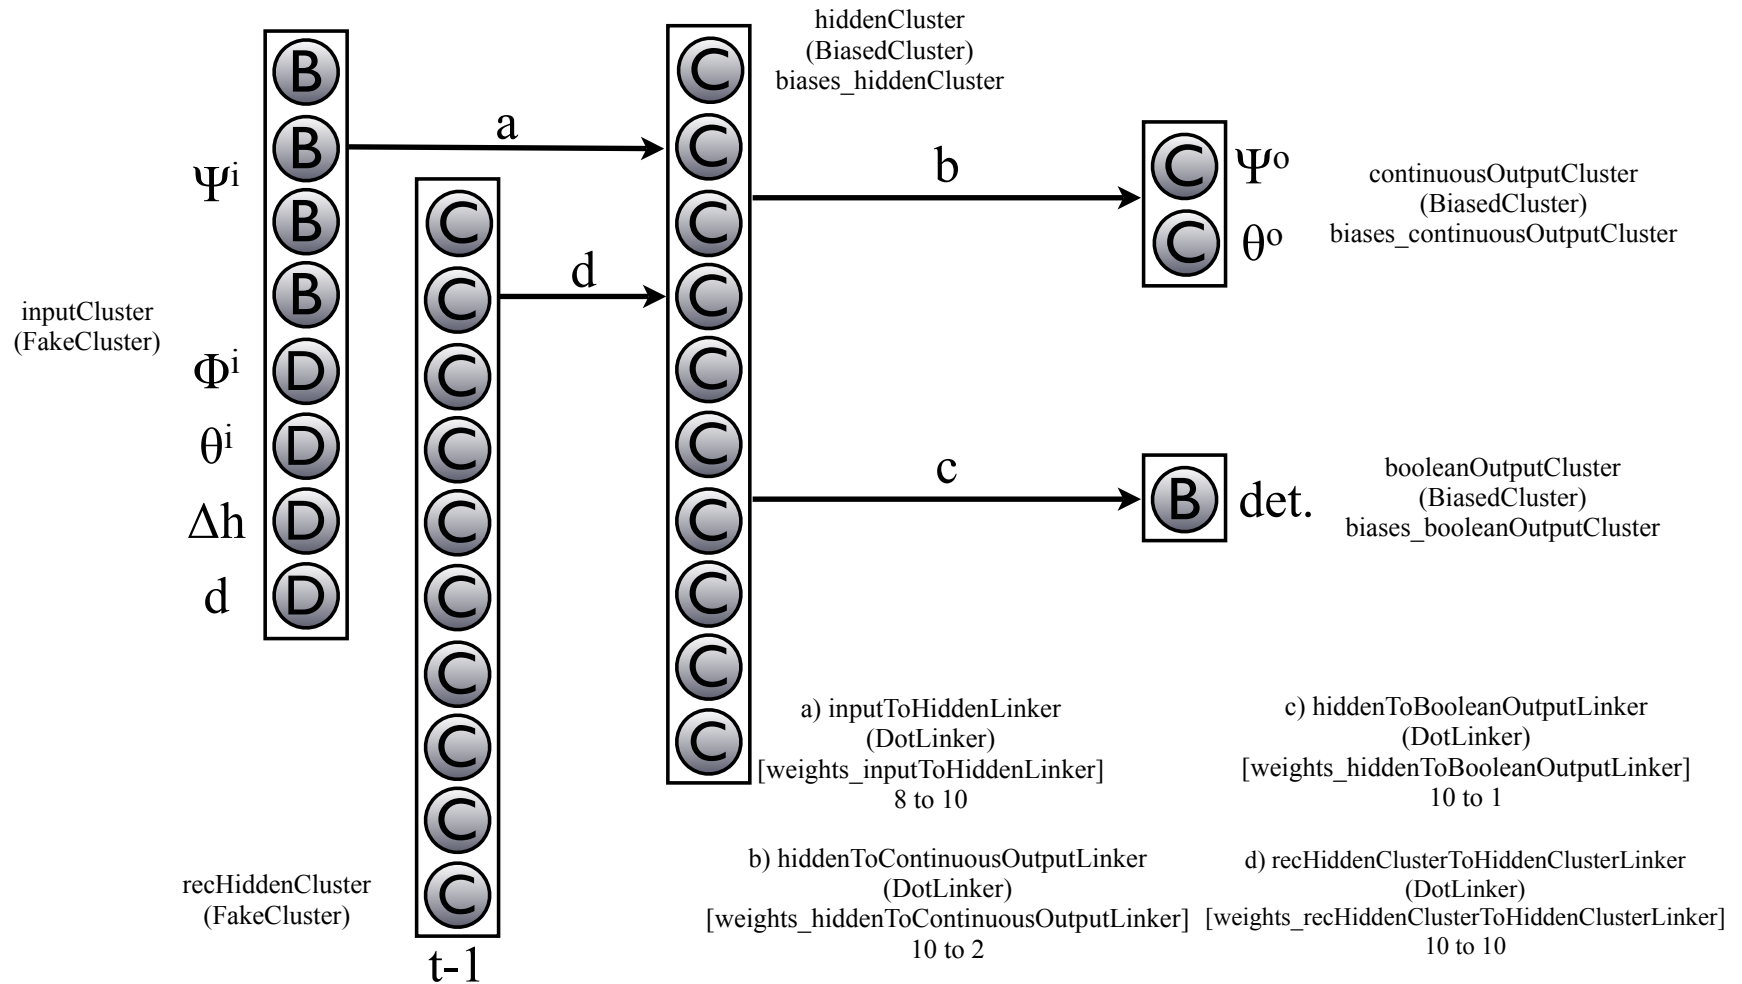 B
B
B
B
D
D
D
D
Ψⁱ
Φⁱ
θⁱ
Δh
d
inputCluster
(FakeCluster)
a
C
C
C
C
C
C
C
C
C
C
t-1
recHiddenCluster
(FakeCluster)
d
C
C
C
C
C
C
C
C
C
C
hiddenCluster
(BiasedCluster)
biases_hiddenCluster
b
C
C
Ψᵒ
θᵒ
continuousOutputCluster
(BiasedCluster)
biases_continuousOutputCluster
c
B
det.
booleanOutputCluster
(BiasedCluster)
biases_booleanOutputCluster
a) inputToHiddenLinker
(DotLinker)
[weights_inputToHiddenLinker]
8 to 10
c) hiddenToBooleanOutputLinker
(DotLinker)
[weights_hiddenToBooleanOutputLinker]
10 to 1
b) hiddenToContinuousOutputLinker
(DotLinker)
[weights_hiddenToContinuousOutputLinker]
10 to 2
d) recHiddenClusterToHiddenClusterLinker
(DotLinker)
[weights_recHiddenClusterToHiddenClusterLinker]
10 to 10